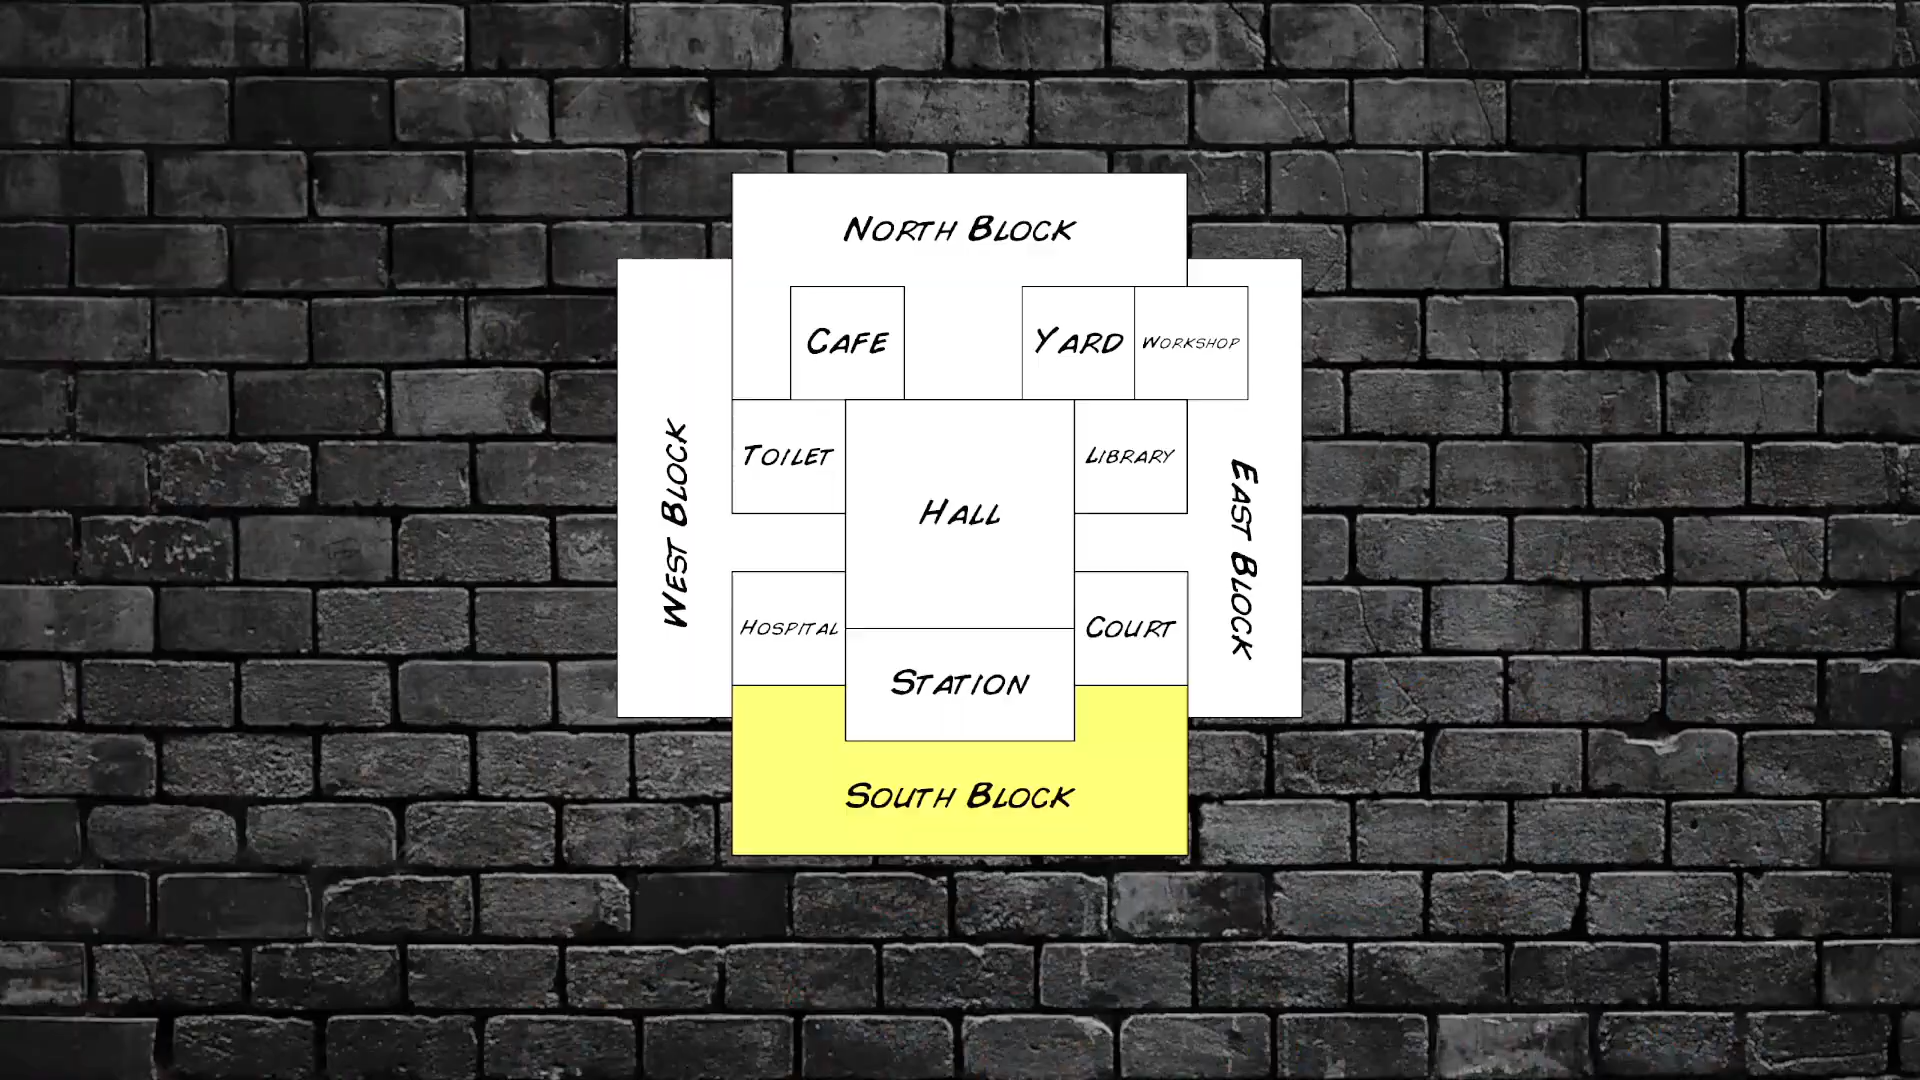 North Block
Cafe
Yard
Workshop
West Block
Toilet
Hall
Library
East Block
Hospital
Station
Court
South Block